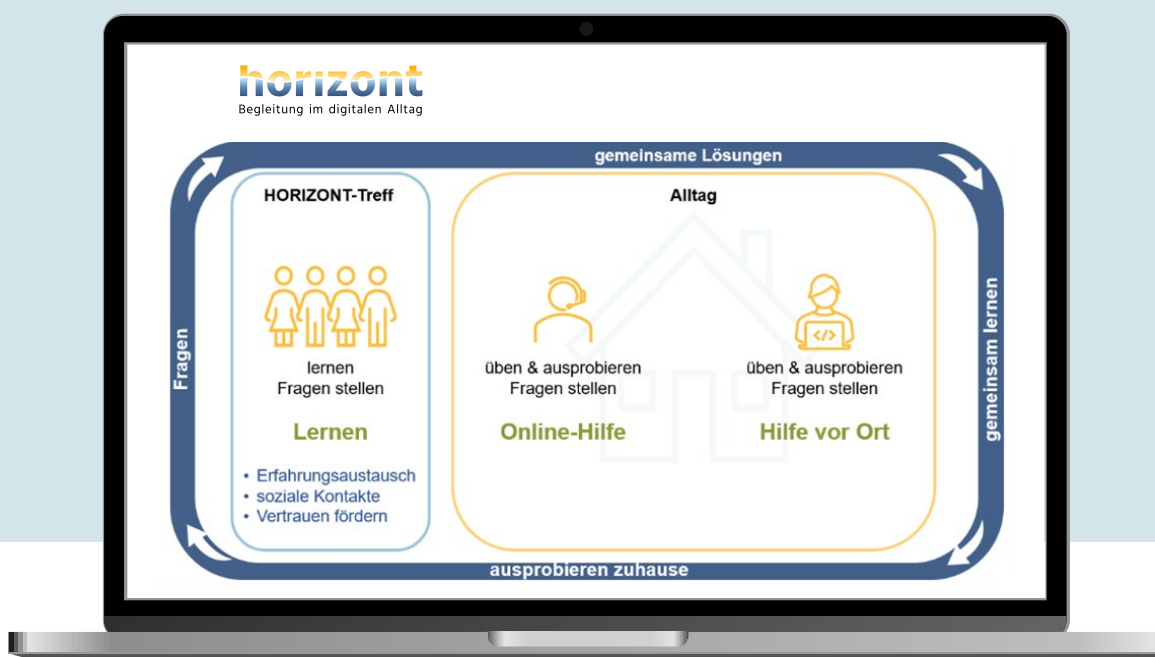 horizont
Begleitung im digitalen Alltag
gemeinsame Lösungen
Fragen
HORIZONT-Treff
lernen
Fragen stellen
Lernen
• Erfahrungsaustausch
• soziale Kontakte
• Vertrauen fördern
Alltag
üben & ausprobieren
Fragen stellen
Online-Hilfe
</>
üben & ausprobieren
Fragen stellen
Hilfe vor Ort
gemeinsam lernen
ausprobieren zuhause